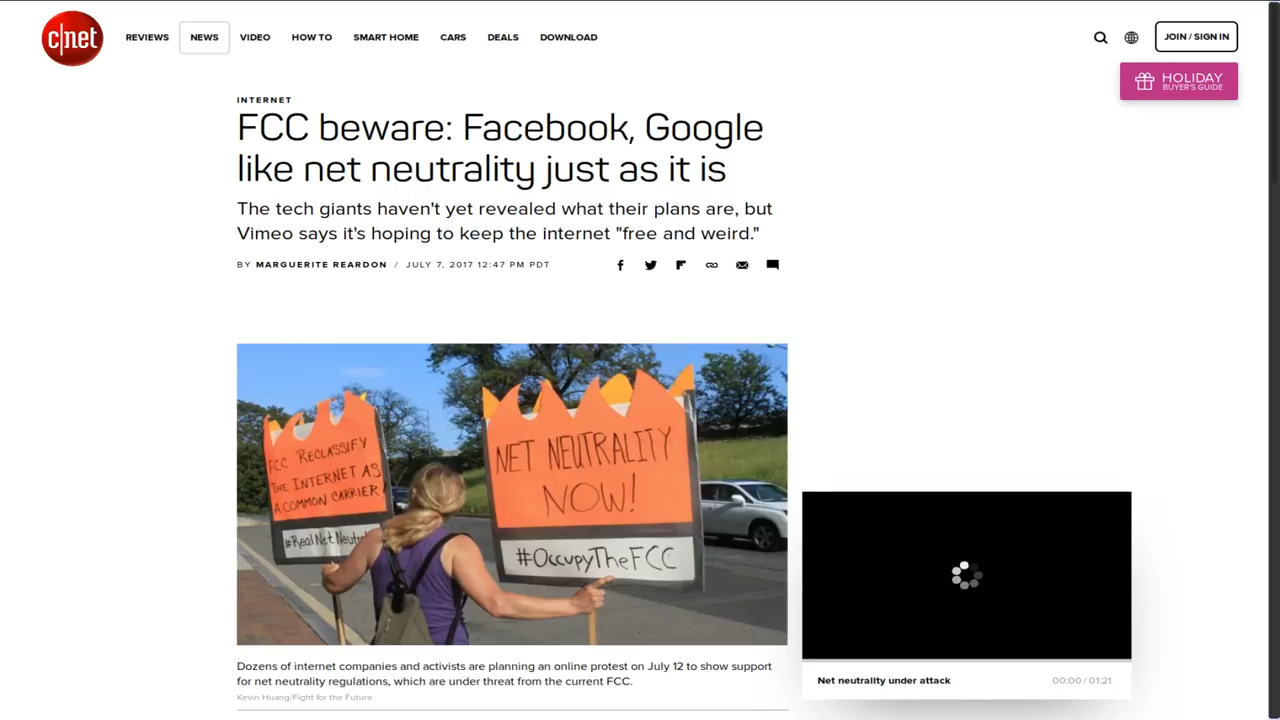 c|net
REVIEWS
NEWS
VIDEO
HOW TO
SMART HOME
CARS
DEALS
DOWNLOAD
JOIN / SIGN IN
HOLIDAY
BUYER'S GUIDE
INTERNET
FCC beware: Facebook, Google
like net neutrality just as it is
The tech giants haven't yet revealed what their plans are, but
Vimeo says it's hoping to keep the internet "free and weird."
BY MARGUERITE REARDON / JULY 7, 2017 12:47 PM PDT
FCC: RECLASSIFY
THE INTERNET AS
A COMMON CARRIER!
#RealNetNeutr
NET NEUTRALITY
NOW!
#OccupyTheFCC
Dozens of internet companies and activists are planning an online protest on July 12 to show support
for net neutrality regulations, which are under threat from the current FCC.
Kevin Huang/Fight for the Future
Net neutrality under attack
00:00 / 01:21